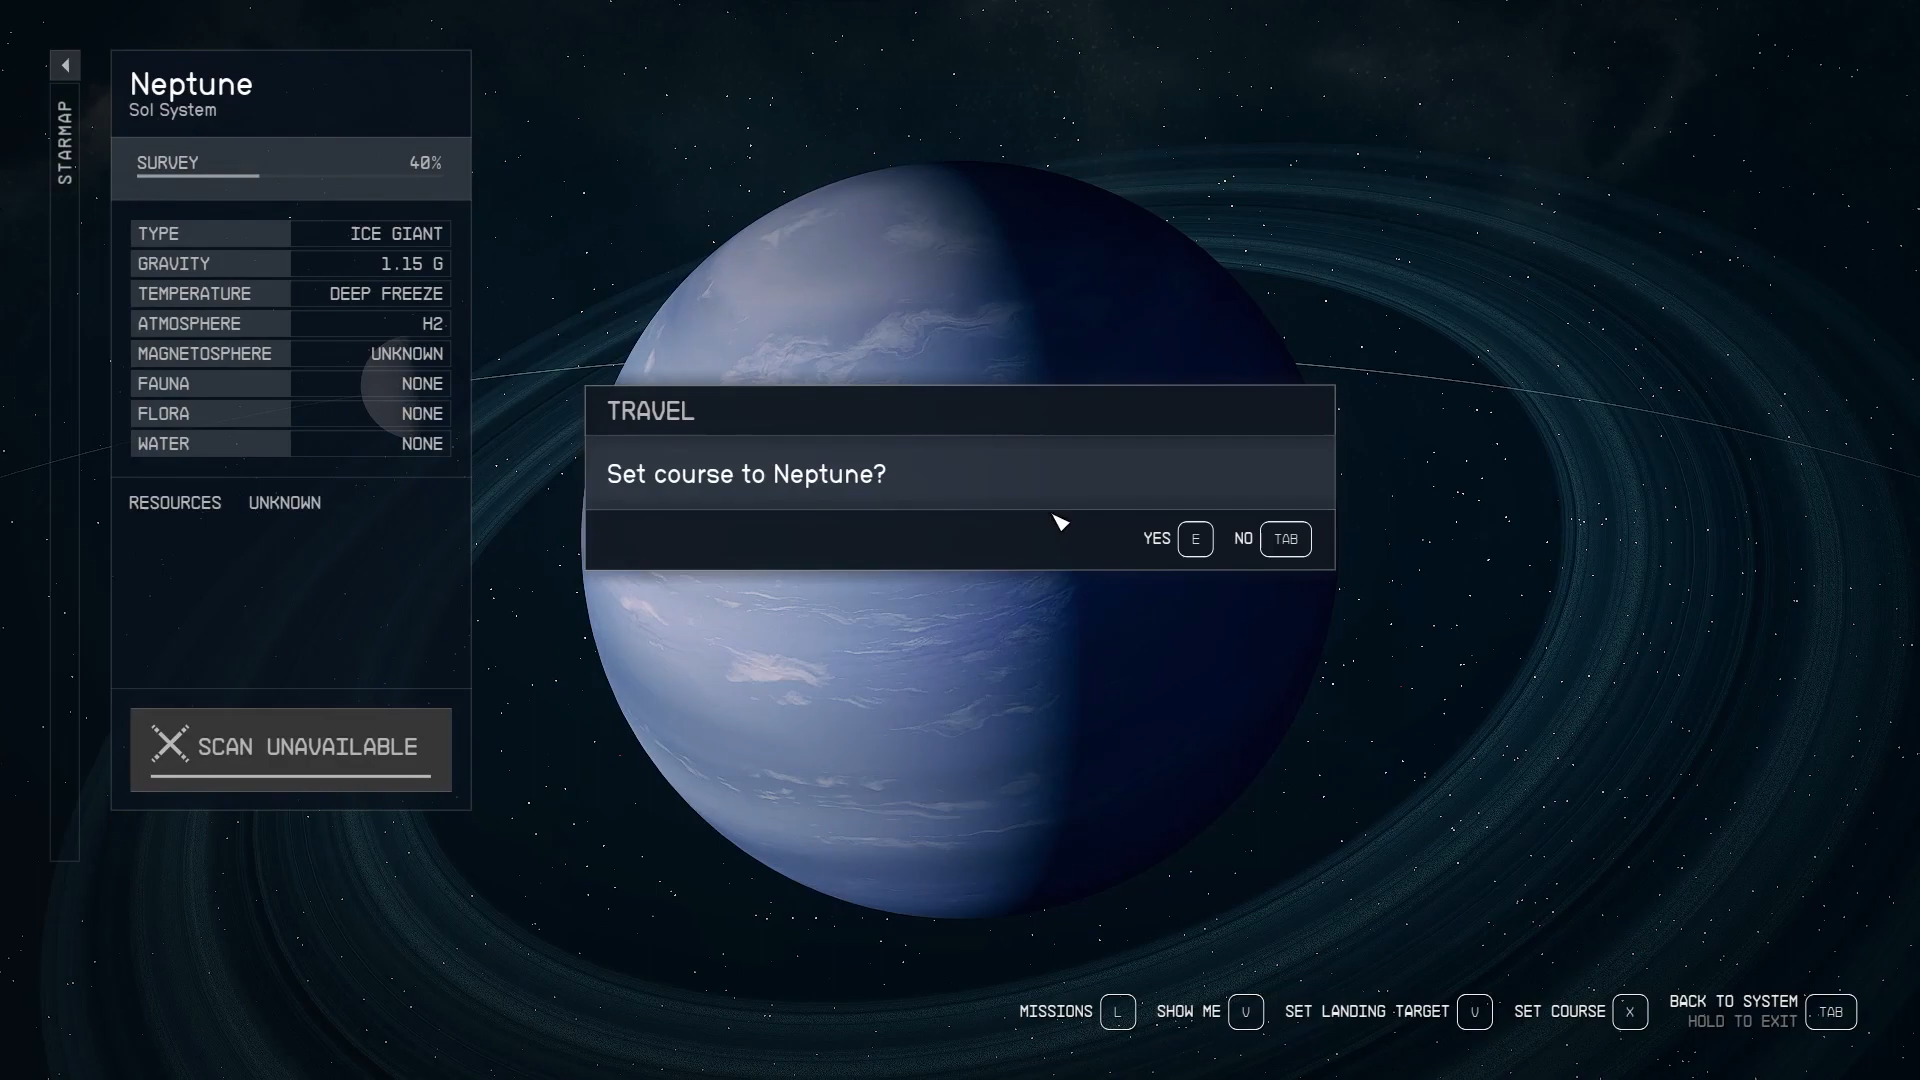 STARMAP
Neptune
Sol System
SURVEY 40%
TYPE ICE GIANT
GRAVITY 1.15 G
TEMPERATURE DEEP FREEZE
ATMOSPHERE H2
MAGNETOSPHERE UNKNOWN
FAUNA NONE
FLORA NONE
WATER NONE
RESOURCES UNKNOWN
SCAN UNAVAILABLE
TRAVEL
Set course to Neptune?
YES E NO TAB
MISSIONS L SHOW ME V SET LANDING TARGET V SET COURSE X BACK TO SYSTEM TAB
HOLD TO EXIT